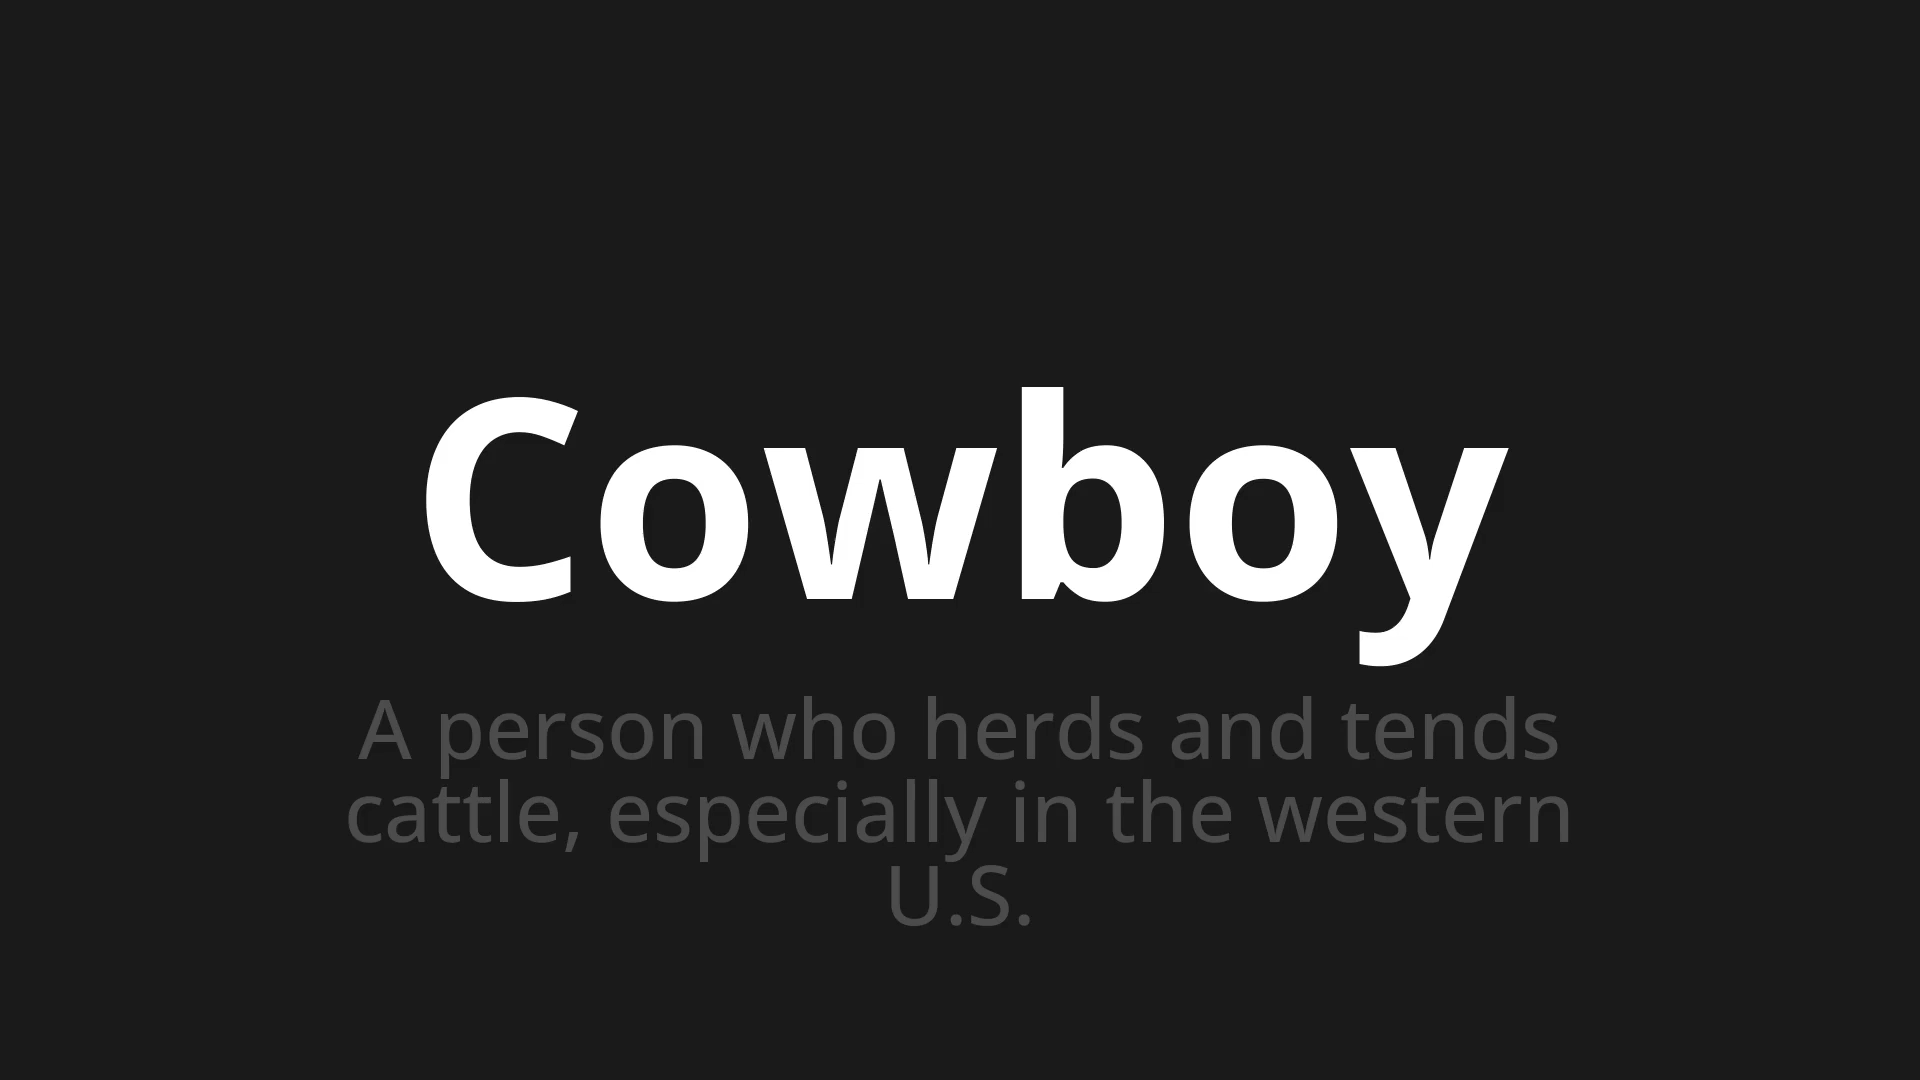 Cowboy
A person who herds and tends
cattle, especially in the western
U.S.